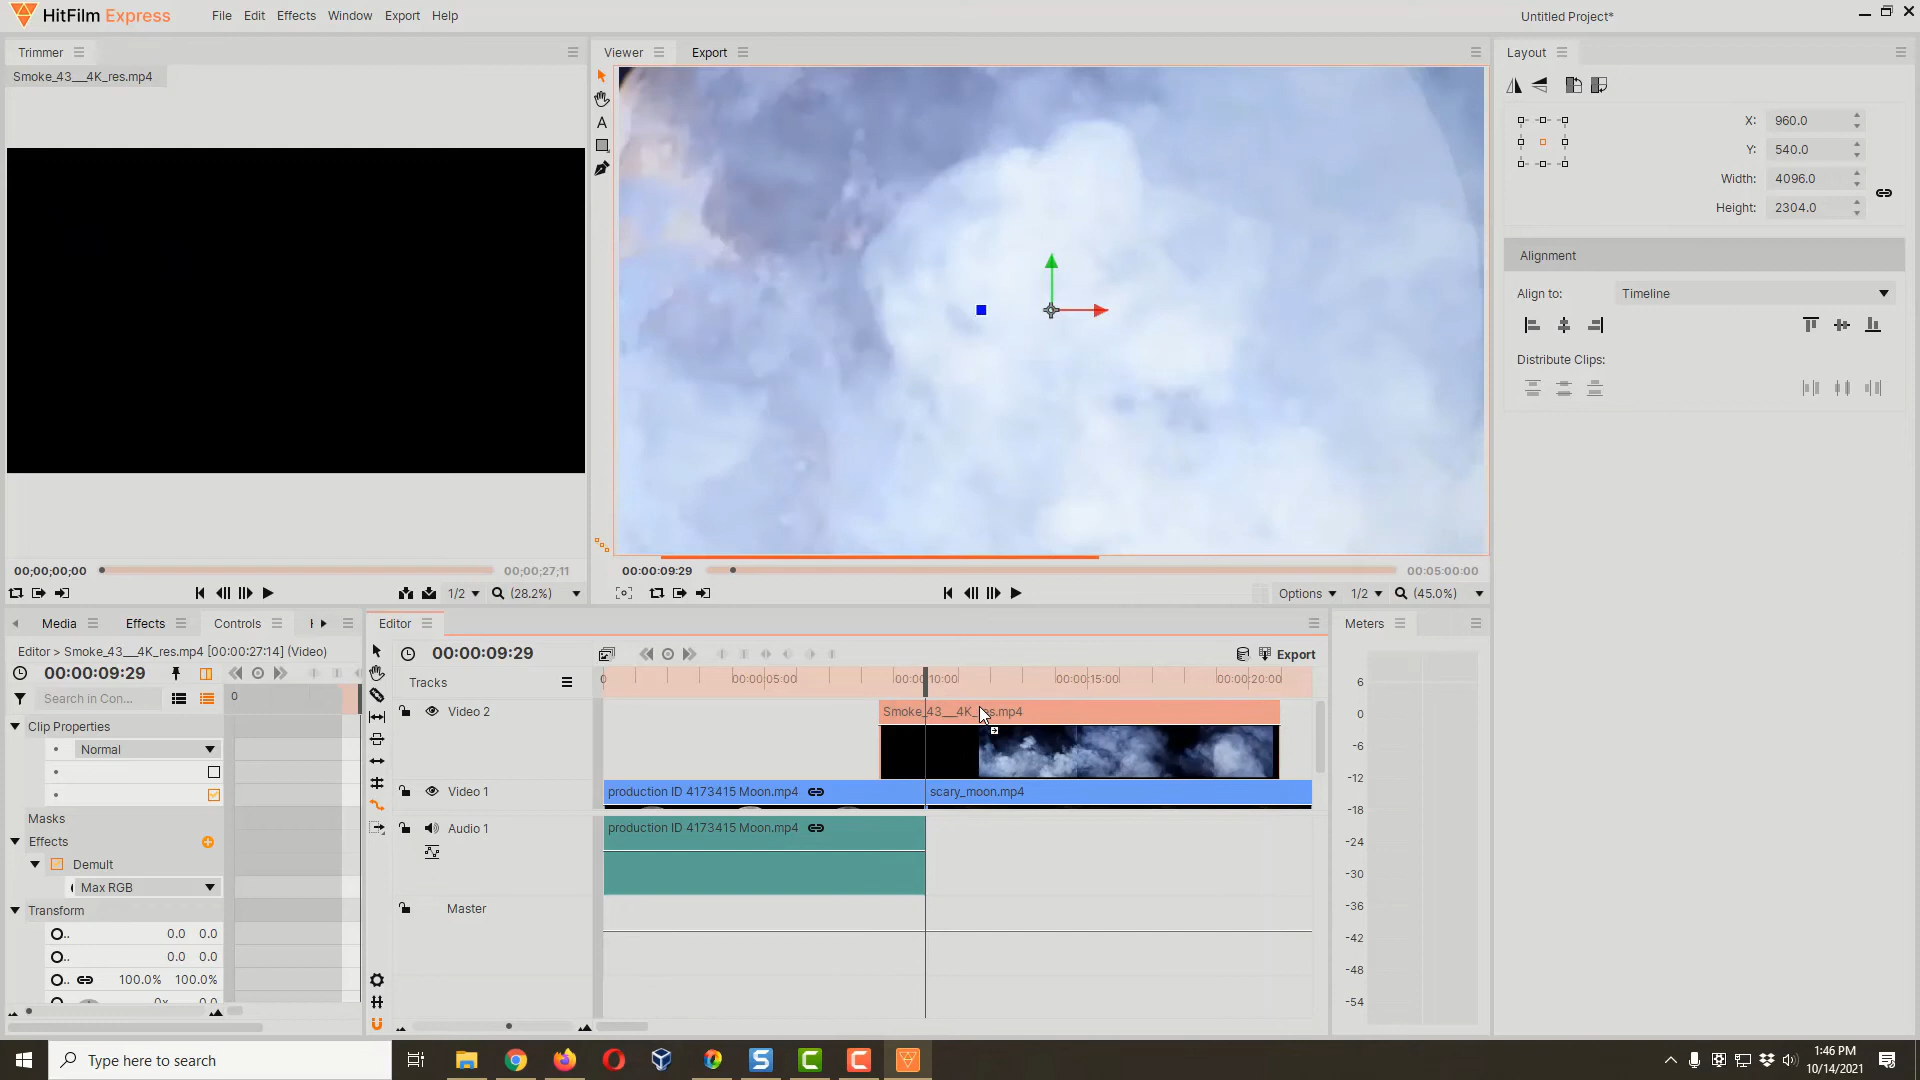 HitFilm Express
File Edit Effects Window Export Help
Untitled Project*
Trimmer
Smoke_43___4K_res.mp4
00;00;00;00
00;00;27;11
1/2
(28.2%)
Viewer
Export
A
00:00:09:29
00:05:00:00
Options
1/2
(45.0%)
Layout
X: 960.0
Y: 540.0
Width: 4096.0
Height: 2304.0
Alignment
Align to: Timeline
Distribute Clips:
Media
Effects
Controls
Editor > Smoke_43___4K_res.mp4 [00:00:27:14] (Video)
00:00:09:29
Search in Con...
0
Clip Properties
Normal
Masks
Effects
Demult
Max RGB
Transform
0.0 0.0
0.0 0.0
100.0% 100.0%
0x 0.0
Editor
00:00:09:29
Export
Tracks
0
00:00:05:00
00:00:10:00
00:00:15:00
00:00:20:00
Video 2
Smoke_43___4K_res.mp4
Video 1
production ID 4173415 Moon.mp4
scary_moon.mp4
Audio 1
production ID 4173415 Moon.mp4
Master
Meters
6
0
-6
-12
-18
-24
-30
-36
-42
-48
-54
Type here to search
1:46 PM
10/14/2021